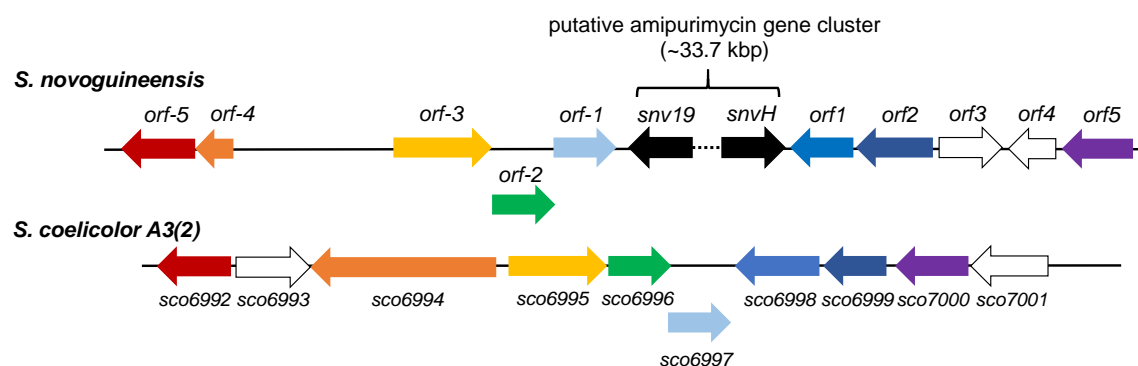 putative amipurimycin gene cluster
(~33.7 kbp)
S. novoguineensis
orf-5 orf-4 orf-3 orf-1 snv19 snvH orf1 orf2 orf3 orf4 orf5
orf-2
S. coelicolor A3(2)
sco6992 sco6993 sco6994 sco6995 sco6996 sco6998 sco6999 sco7000 sco7001
sco6997